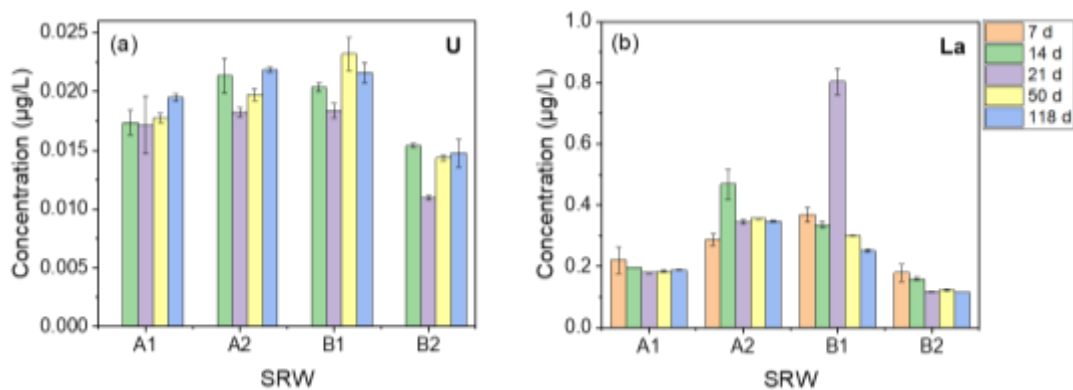 (a)
U
0.025
0.020
0.015
0.010
0.005
0.000
Concentration (µg/L)
A1 A2 B1 B2
SRW
(b)
La
1.0
0.8
0.6
0.4
0.2
0.0
Concentration (µg/L)
A1 A2 B1 B2
SRW
7 d
14 d
21 d
50 d
118 d